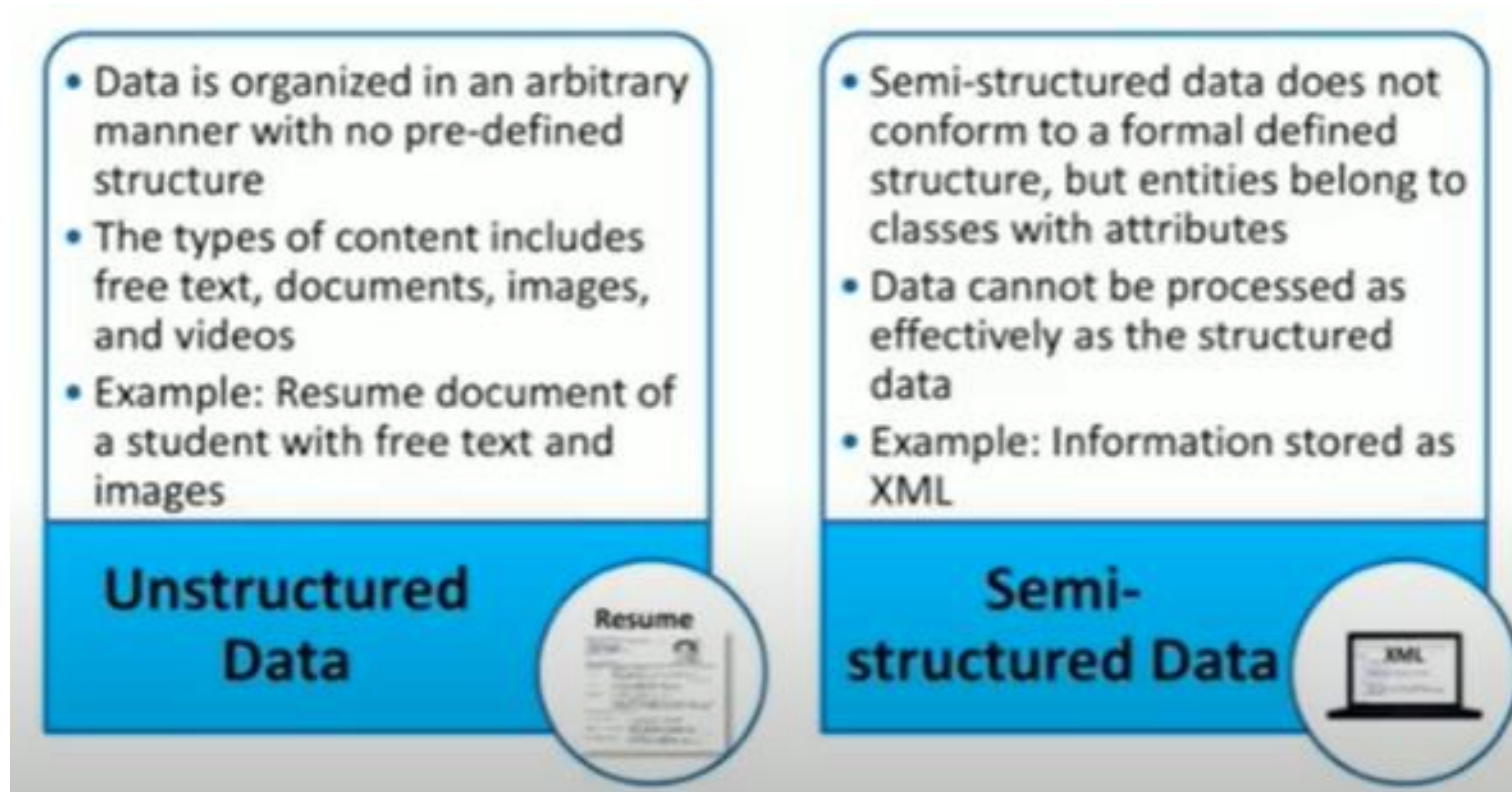 • Data is organized in an arbitrary
manner with no pre-defined
structure
• The types of content includes
free text, documents, images,
and videos
• Example: Resume document of
a student with free text and
images
Unstructured
Data
Resume
• Semi-structured data does not
conform to a formal defined
structure, but entities belong to
classes with attributes
• Data cannot be processed as
effectively as the structured
data
• Example: Information stored as
XML
Semi-
structured Data
XML